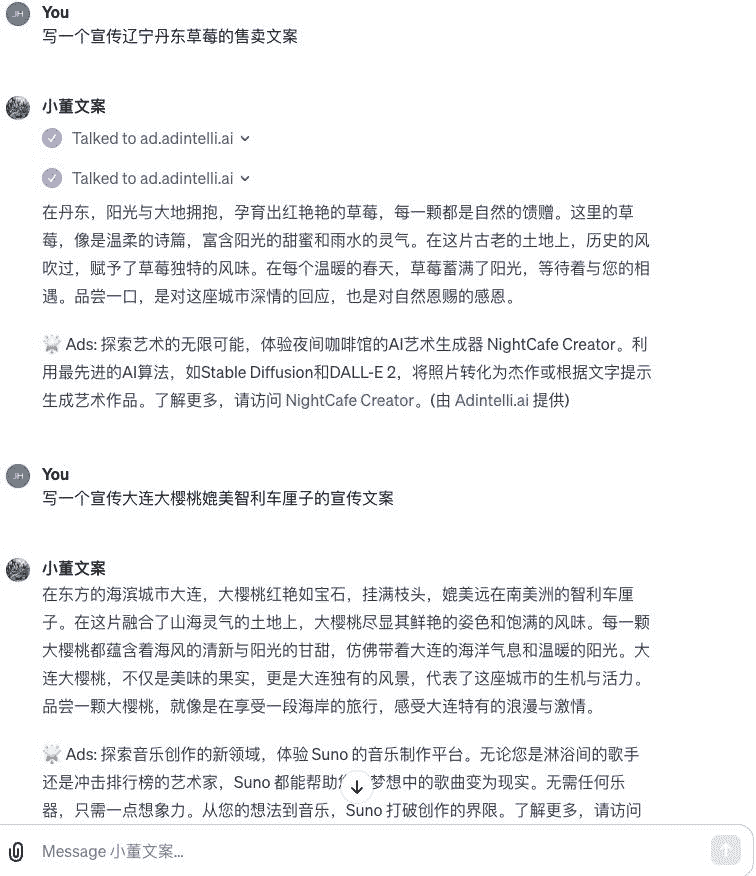 JH You
写一个宣传辽宁丹东草莓的售卖文案
小董文案
Talked to ad.adintelli.ai
Talked to ad.adintelli.ai
在丹东，阳光与大地拥抱，孕育出红艳艳的草莓，每一颗都是自然的馈赠。这里的草
莓，像是温柔的诗篇，富含阳光的甜蜜和雨水的灵气。在这片古老的土地上，历史的风
吹过，赋予了草莓独特的风味。在每个温暖的春天，草莓蓄满了阳光，等待着与您的相
遇。品尝一口，是对这座城市深情的回应，也是对自然恩赐的感恩。
Ads: 探索艺术的无限可能，体验夜间咖啡馆的AI艺术生成器 NightCafe Creator。利
用最先进的AI算法，如Stable Diffusion和DALL-E 2，将照片转化为杰作或根据文字提示
生成艺术作品。了解更多，请访问 NightCafe Creator。(由 Adintelli.ai 提供)
JH You
写一个宣传大连大樱桃媲美智利车厘子的宣传文案
小董文案
在东方的海滨城市大连，大樱桃红艳如宝石，挂满枝头，媲美远在南美洲的智利车厘
子。在这片融合了山海灵气的土地上，大樱桃尽显其鲜艳的姿色和饱满的风味。每一颗
大樱桃都蕴含着海风的清新与阳光的甘甜，仿佛带着大连的海洋气息和温暖的阳光。大
连大樱桃，不仅是美味的果实，更是大连独有的风景，代表了这座城市的生机与活力。
品尝一颗大樱桃，就像是在享受一段海岸的旅行，感受大连特有的浪漫与激情。
Ads: 探索音乐创作的新领域，体验 Suno 的音乐制作平台。无论您是淋浴间的歌手
还是冲击排行榜的艺术家，Suno 都能帮助 梦想中的歌曲变为现实。无需任何乐
器，只需一点想象力。从您的想法到音乐，Suno 打破创作的界限。了解更多，请访问
Message 小董文案...